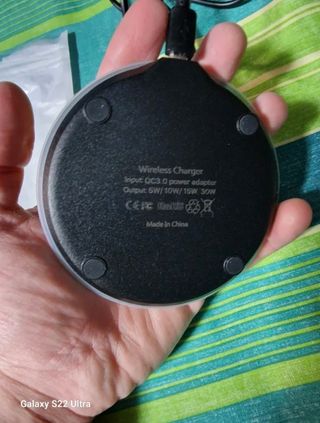 Wireless Charger
Input: QC3.0 power adaptor
Output: 5W/10W/15W 30W
CE FC
Made in China
Galaxy S22 Ultra